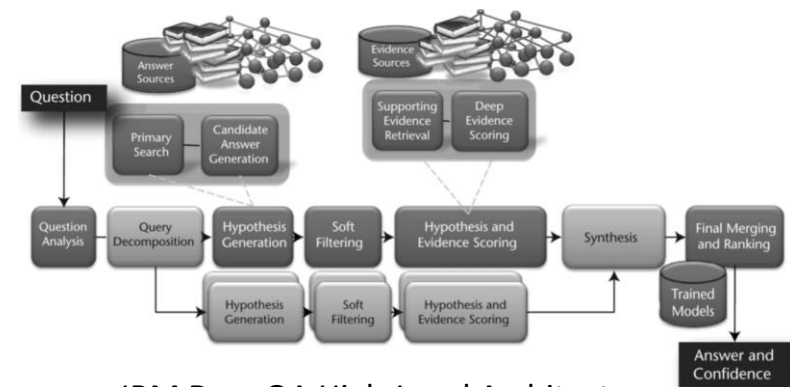 Answer
Sources
Evidence
Sources
Question
Primary
Search
Candidate
Answer
Generation
Supporting
Evidence
Retrieval
Deep
Evidence
Scoring
Question
Analysis
Query
Decomposition
Hypothesis
Generation
Soft
Filtering
Hypothesis and
Evidence Scoring
Synthesis
Final Merging
and Ranking
Trained
Models
Hypothesis
Generation
Soft
Filtering
Hypothesis and
Evidence Scoring
Answer and
Confidence